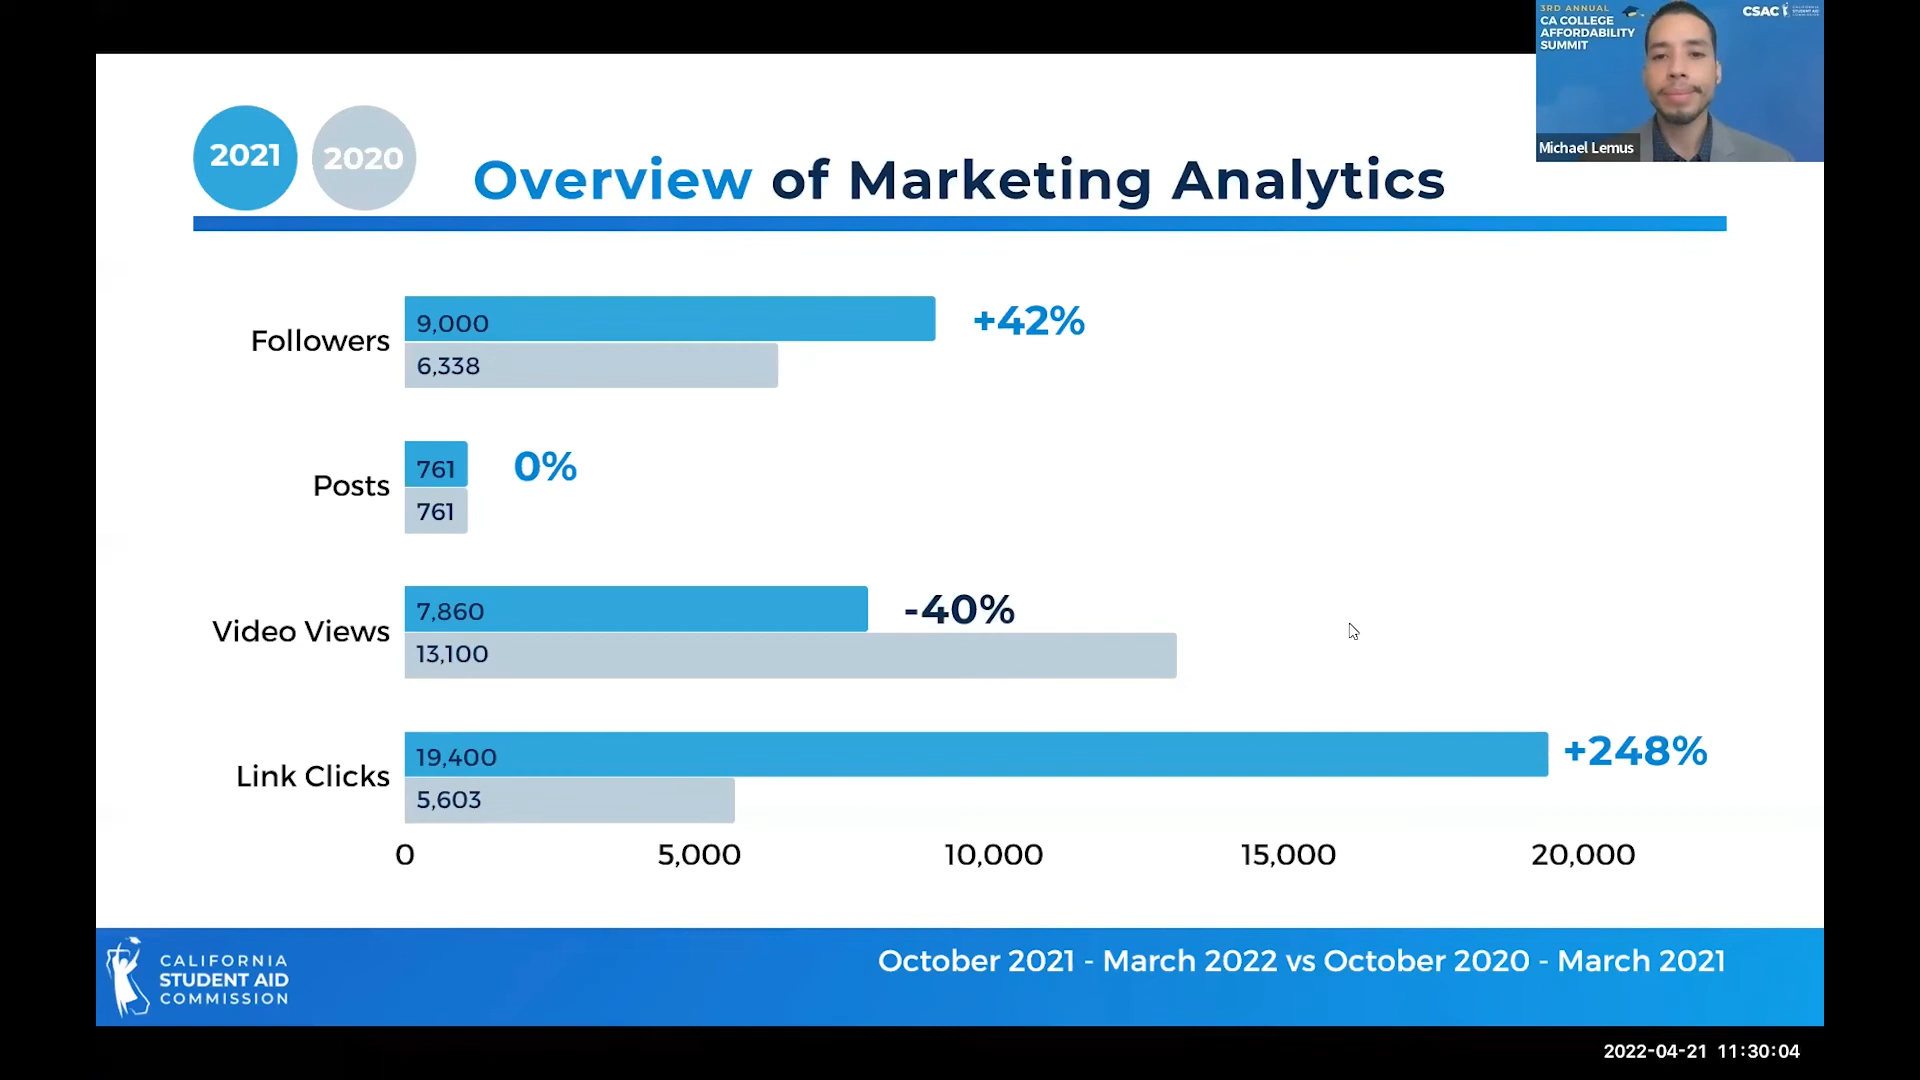 3RD ANNUAL
CA COLLEGE
AFFORDABILITY
SUMMIT
CSAC
Michael Lemus
2021
2020
Overview of Marketing Analytics
Followers
9,000
+42%
6,338
Posts
761
0%
761
Video Views
7,860
-40%
13,100
Link Clicks
19,400
+248%
5,603
0 5,000 10,000 15,000 20,000
CALIFORNIA
STUDENT AID
COMMISSION
October 2021 - March 2022 vs October 2020 - March 2021
2022-04-21 11:30:04